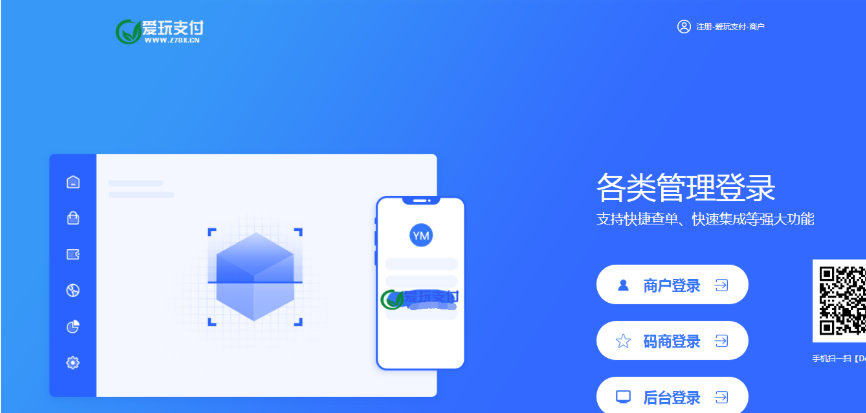 爱玩支付
WWW.270X.CN
注册-爱玩支付-商户
各类管理登录
支持快捷查单、快速集成等强大功能
YM
爱玩支付
商户登录
码商登录
后台登录
手机扫一扫【D